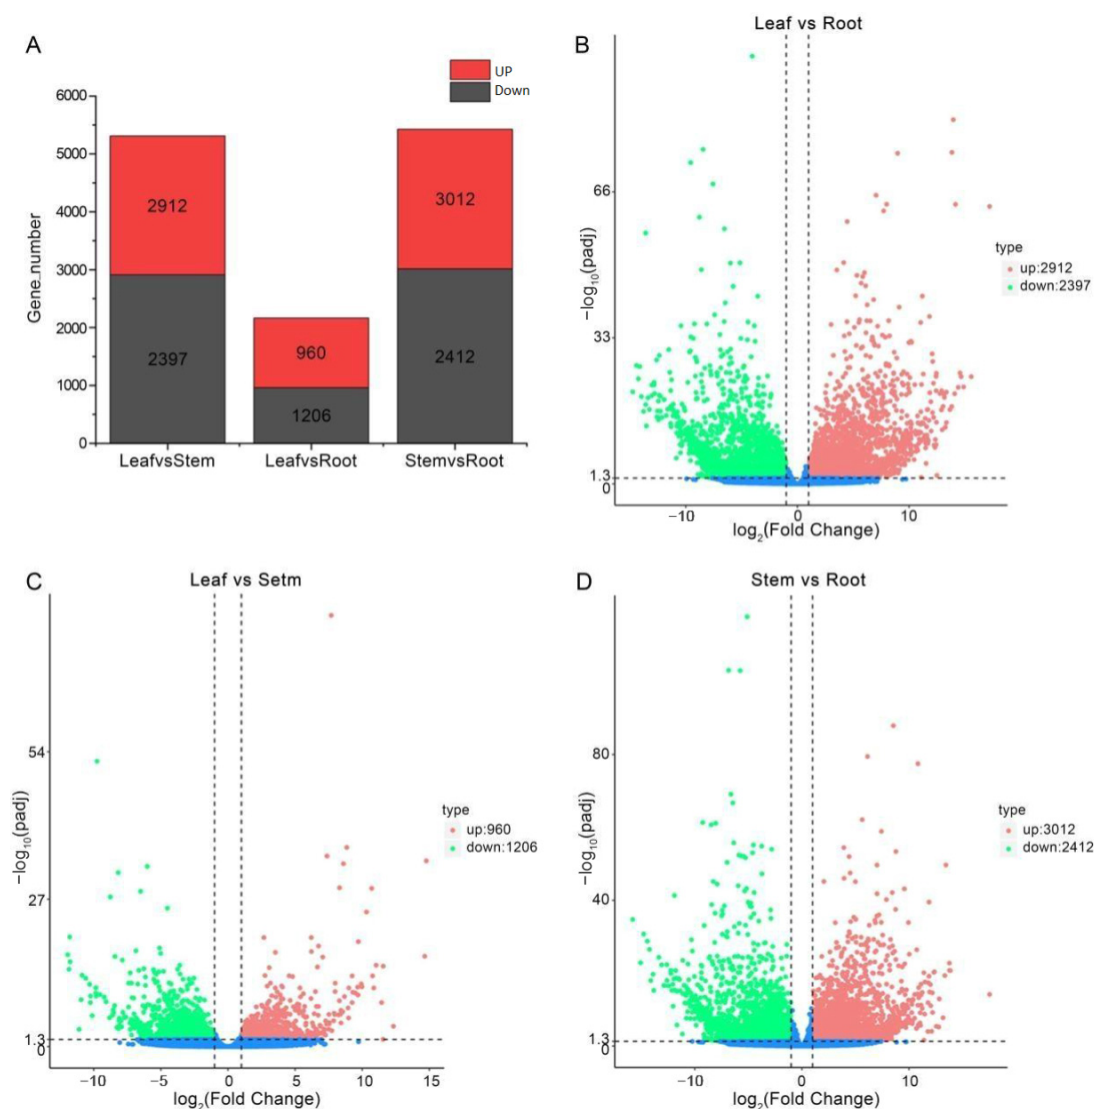 A
UP
Down
6000
5000
4000
3000
2000
1000
0
Gene_number
2912
2397
960
1206
3012
2412
LeafvsStem
LeafvsRoot
StemvsRoot
B
Leaf vs Root
66
33
1.3
0
−log10(padj)
−10
0
10
log2(Fold Change)
type
up:2912
down:2397
C
Leaf vs Setm
54
27
1.3
0
−log10(padj)
−10
−5
0
5
10
15
log2(Fold Change)
type
up:960
down:1206
D
Stem vs Root
80
40
1.3
0
−log10(padj)
−10
0
10
log2(Fold Change)
type
up:3012
down:2412